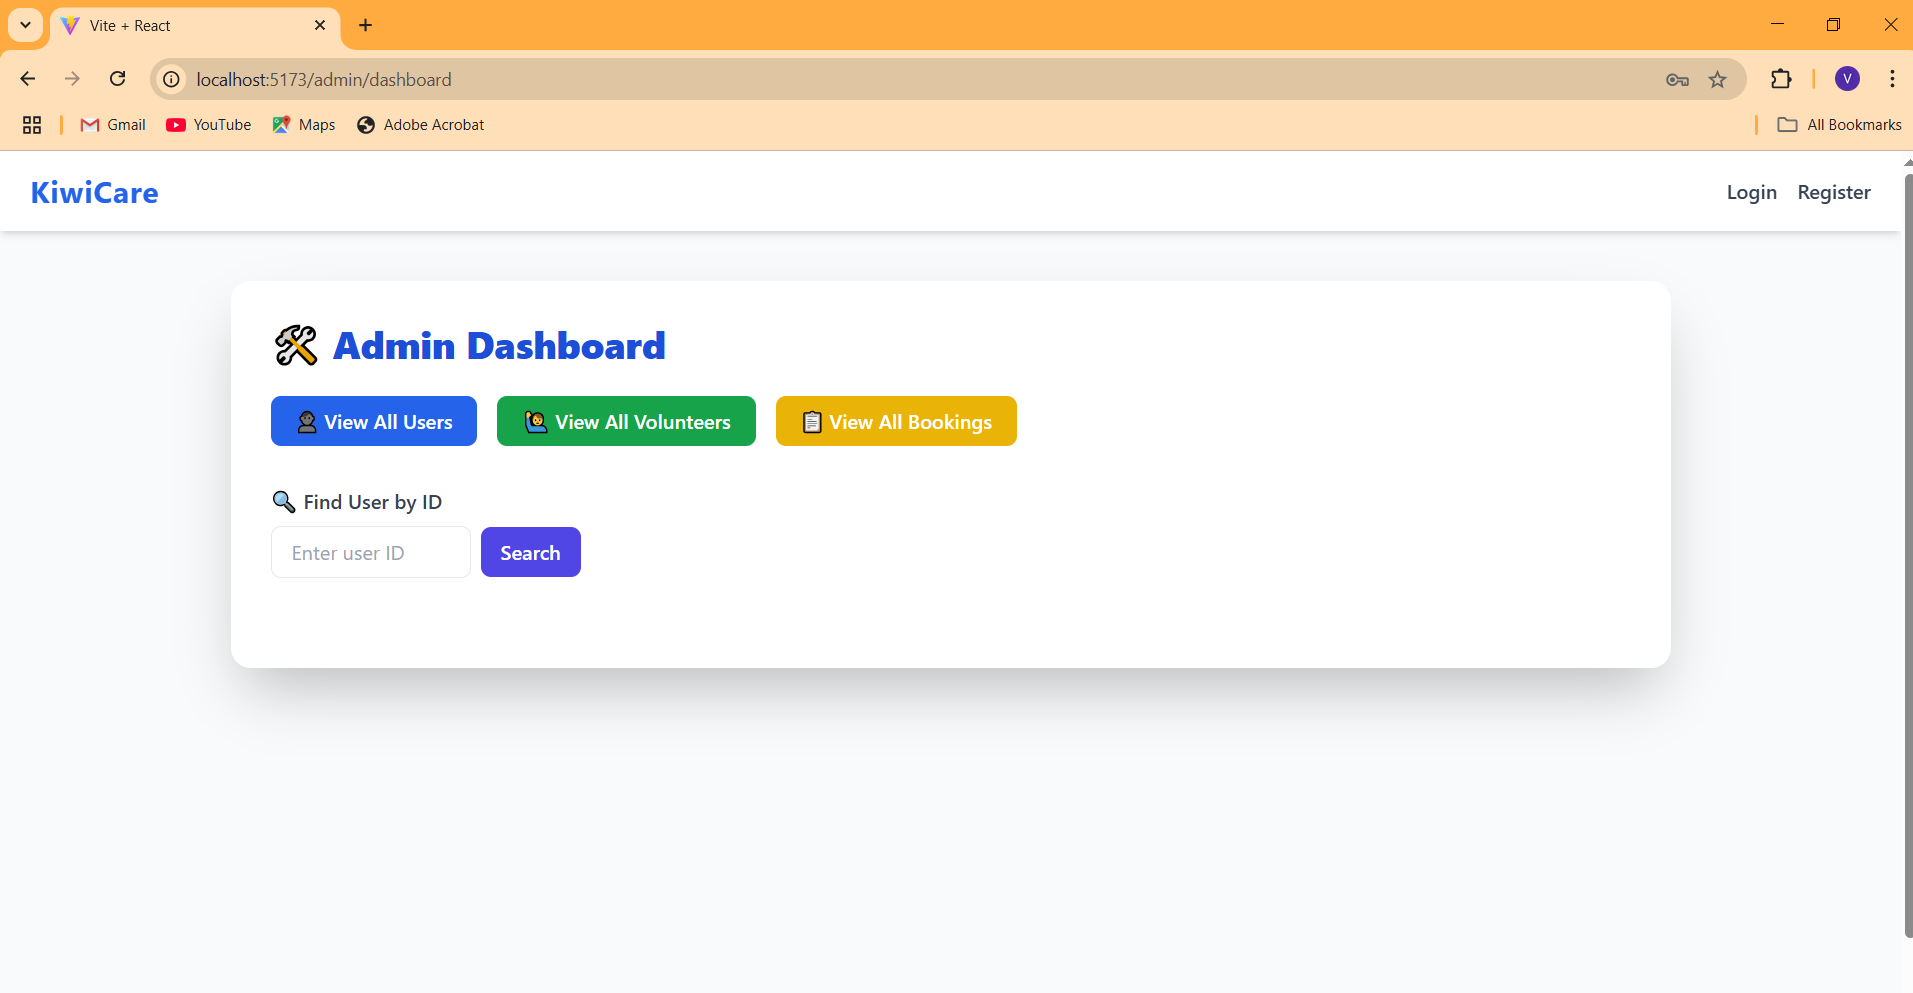 Vite + React
localhost:5173/admin/dashboard
V
Gmail YouTube Maps Adobe Acrobat All Bookmarks
KiwiCare Login Register
Admin Dashboard
View All Users View All Volunteers View All Bookings
Find User by ID
Enter user ID Search